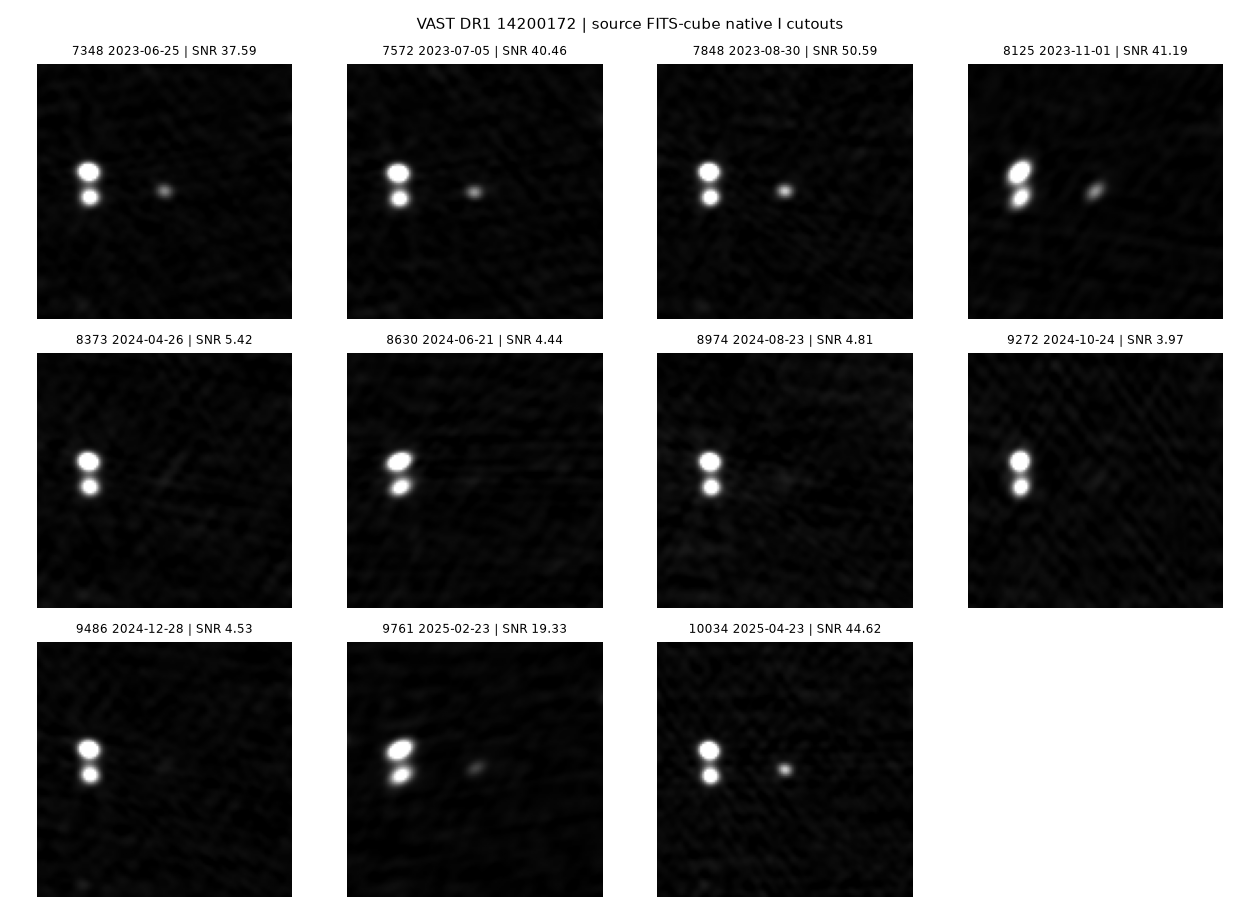 VAST DR1 14200172 | source FITS-cube native I cutouts
7348 2023-06-25 | SNR 37.59
7572 2023-07-05 | SNR 40.46
7848 2023-08-30 | SNR 50.59
8125 2023-11-01 | SNR 41.19
8373 2024-04-26 | SNR 5.42
8630 2024-06-21 | SNR 4.44
8974 2024-08-23 | SNR 4.81
9272 2024-10-24 | SNR 3.97
9486 2024-12-28 | SNR 4.53
9761 2025-02-23 | SNR 19.33
10034 2025-04-23 | SNR 44.62